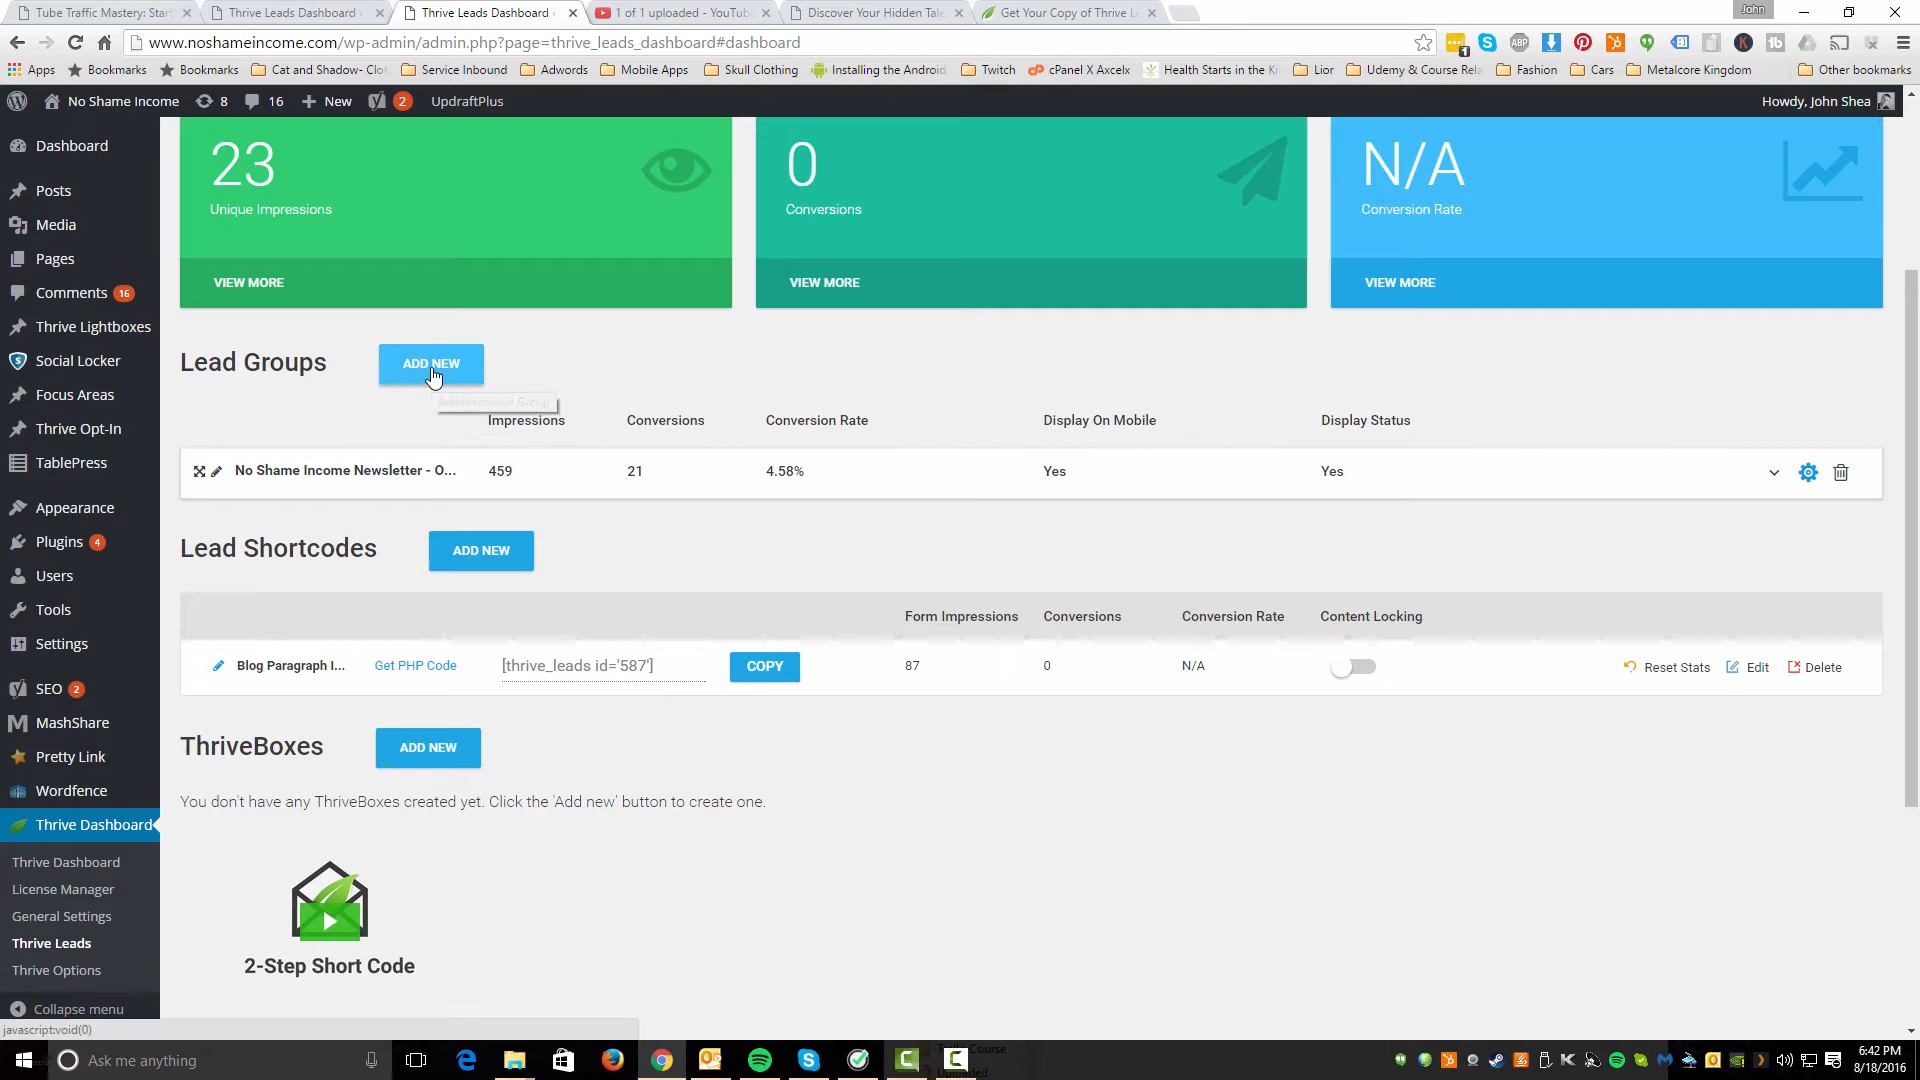 Tube Traffic Mastery: Start
Thrive Leads Dashboard
Thrive Leads Dashboard
1 of 1 uploaded - YouTub
Discover Your Hidden Tale
Get Your Copy of Thrive L
John
www.noshameincome.com/wp-admin/admin.php?page=thrive_leads_dashboard#dashboard
Apps
Bookmarks
Bookmarks
Cat and Shadow- Clot
Service Inbound
Adwords
Mobile Apps
Skull Clothing
Installing the Android
Twitch
cPanel X Axcelx
Health Starts in the Ki
Lior
Udemy & Course Rela
Fashion
Cars
Metalcore Kingdom
Other bookmarks
No Shame Income
8
16
New
2
UpdraftPlus
Howdy, John Shea
Dashboard
Posts
Media
Pages
Comments 16
Thrive Lightboxes
Social Locker
Focus Areas
Thrive Opt-In
TablePress
Appearance
Plugins 4
Users
Tools
Settings
SEO 2
MashShare
Pretty Link
Wordfence
Thrive Dashboard
Thrive Dashboard
License Manager
General Settings
Thrive Leads
Thrive Options
Collapse menu
23
Unique Impressions
VIEW MORE
0
Conversions
VIEW MORE
N/A
Conversion Rate
VIEW MORE
Lead Groups
ADD NEW
Impressions
Conversions
Conversion Rate
Display On Mobile
Display Status
No Shame Income Newsletter - O...
459
21
4.58%
Yes
Yes
Lead Shortcodes
ADD NEW
Form Impressions
Conversions
Conversion Rate
Content Locking
Blog Paragraph I...
Get PHP Code
[thrive_leads id='587']
COPY
87
0
N/A
Reset Stats
Edit
Delete
ThriveBoxes
ADD NEW
You don't have any ThriveBoxes created yet. Click the 'Add new' button to create one.
2-Step Short Code
javascript:void(0)
Ask me anything
Course
Uploaded
6:42 PM
8/18/2016